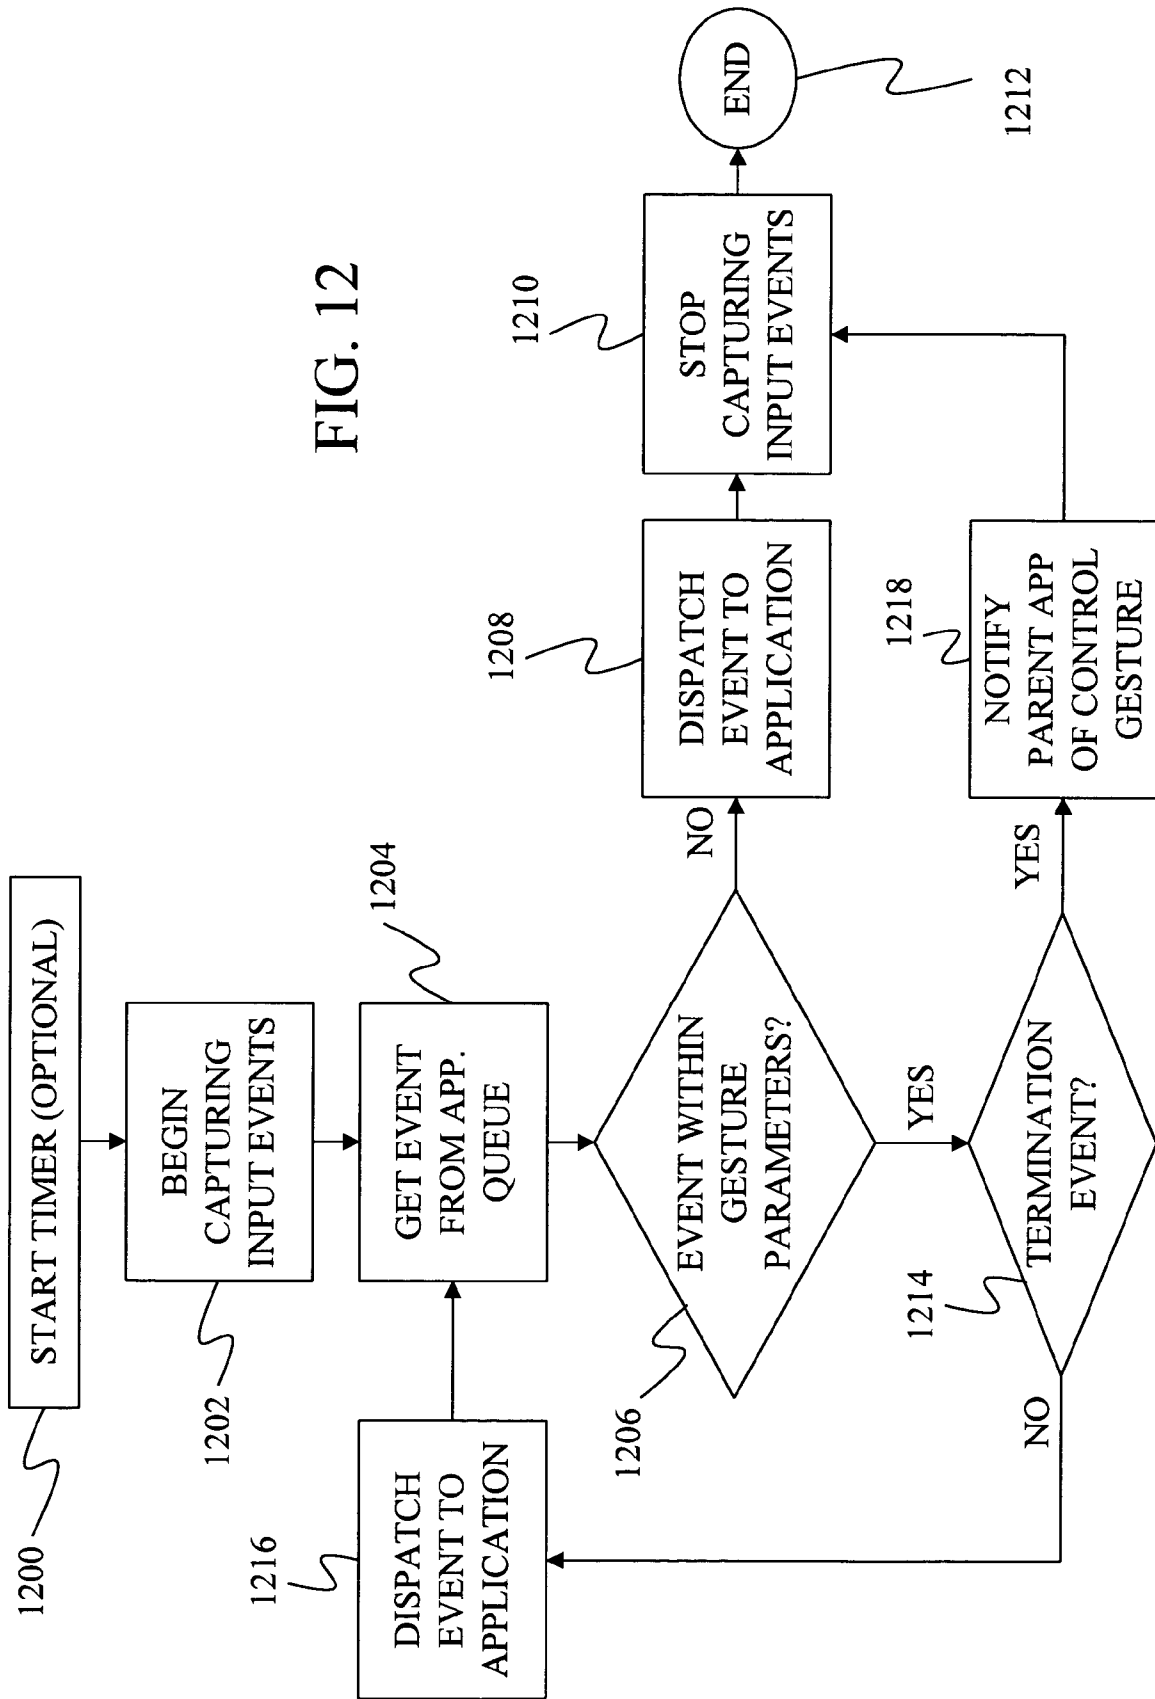 START TIMER (OPTIONAL)
1200
BEGIN
CAPTURING
INPUT EVENTS
1202
GET EVENT
FROM APP.
QUEUE
1204
DISPATCH
EVENT TO
APPLICATION
1216
EVENT WITHIN
GESTURE
PARAMETERS?
1206
NO
YES
DISPATCH
EVENT TO
APPLICATION
1208
STOP
CAPTURING
INPUT EVENTS
1210
END
1212
TERMINATION
EVENT?
1214
NO
YES
NOTIFY
PARENT APP
OF CONTROL
GESTURE
1218
FIG. 12